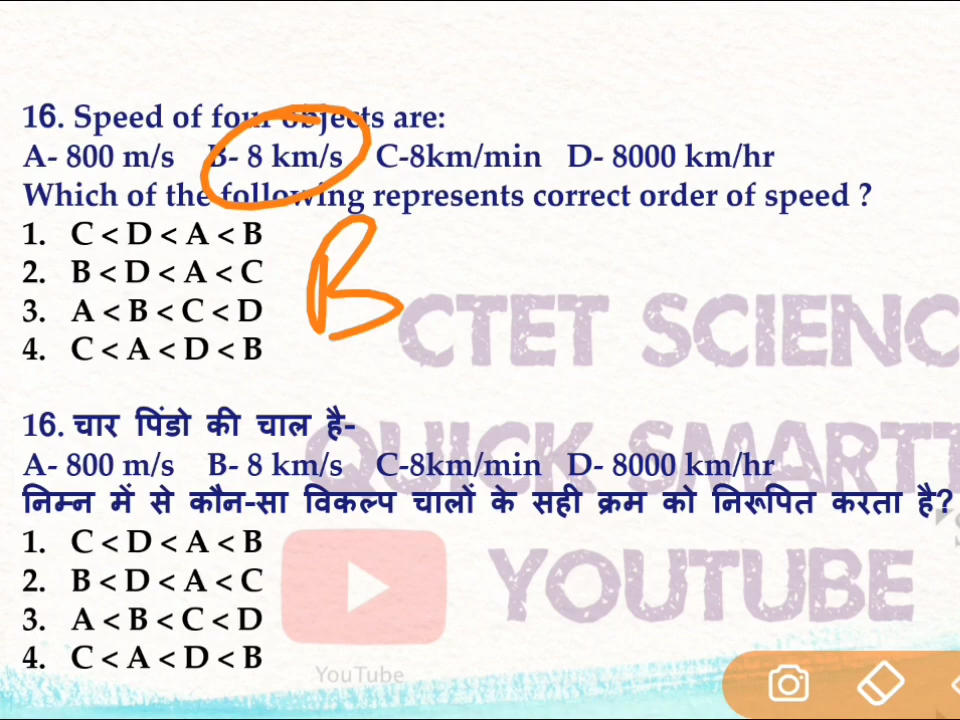 16. Speed of four objects are:
A- 800 m/s B- 8 km/s C-8km/min D- 8000 km/hr
Which of the following represents correct order of speed ?
1. C < D < A < B
2. B < D < A < C
3. A < B < C < D
4. C < A < D < B
B
CTET SCIENC
16. चार पिंडो की चाल है-
QUICK SMART
A- 800 m/s B- 8 km/s C-8km/min D- 8000 km/hr
निम्न में से कौन-सा विकल्प चालों के सही क्रम को निरूपित करता है?
1. C < D < A < B
2. B < D < A < C
YOUTUBE
3. A < B < C < D
4. C < A < D < B
YouTube